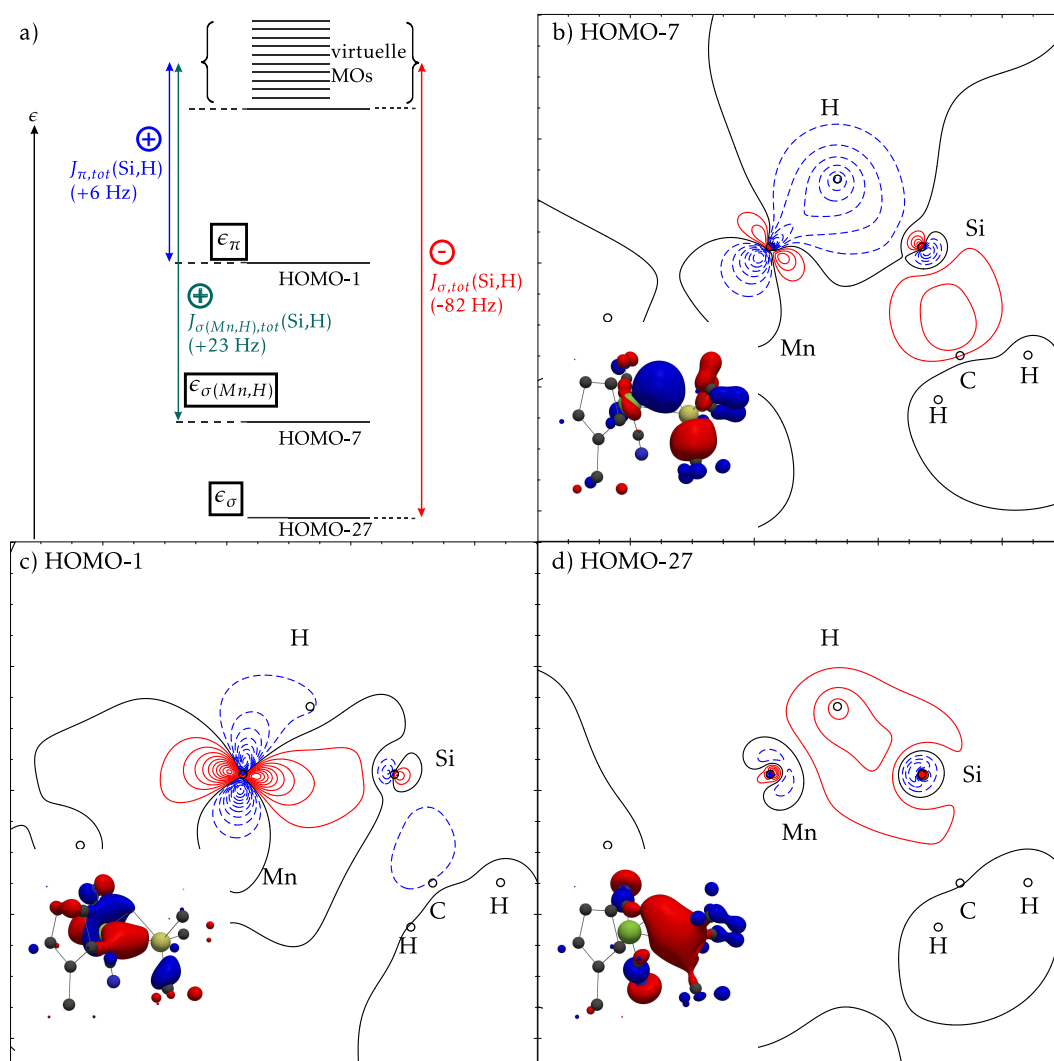 a)
virtuelle
MOs
ϵ
+
J_{π,tot}(Si,H)
(+6 Hz)
ϵ_π
HOMO-1
-
J_{σ,tot}(Si,H)
(-82 Hz)
+
J_{σ(Mn,H),tot}(Si,H)
(+23 Hz)
ϵ_{σ(Mn,H)}
HOMO-7
ϵ_σ
HOMO-27
b) HOMO-7
H
Si
Mn
C
H
H
c) HOMO-1
H
Si
Mn
C
H
H
d) HOMO-27
H
Si
Mn
C
H
H